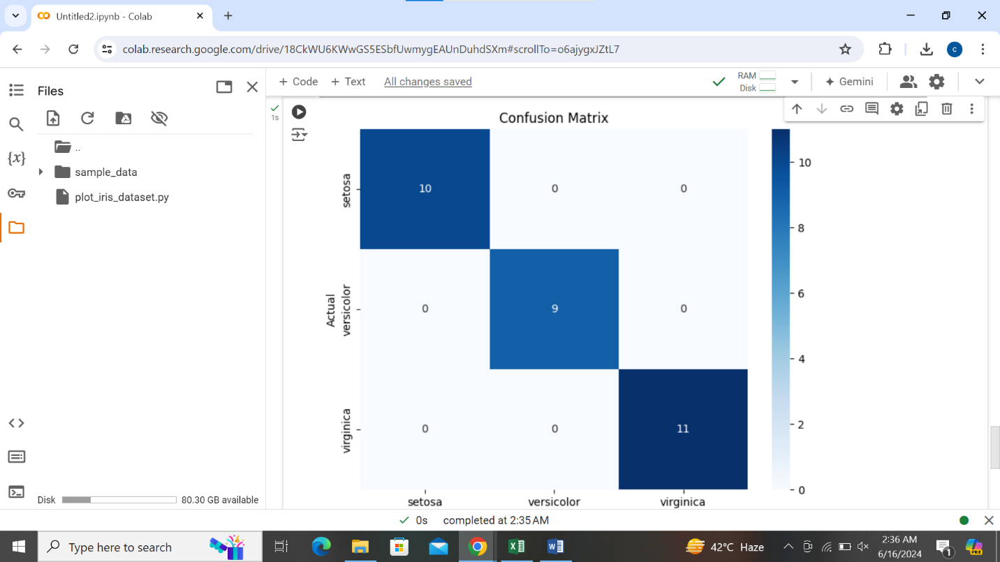 Untitled2.ipynb - Colab
colab.research.google.com/drive/18CkWU6KWwGS5ESbfUwmygEAUnDuhdSXm#scrollTo=o6ajygxJZtL7
c
Files
+ Code + Text All changes saved
RAM
Disk
Gemini
{x}
..
sample_data
plot_iris_dataset.py
1s
Confusion Matrix
setosa
10 0 0
Actual
versicolor
0 9 0
virginica
0 0 11
setosa versicolor virginica
10
8
6
4
2
0
Disk 80.30 GB available
0s completed at 2:35 AM
Type here to search
42°C Haze
2:36 AM
6/16/2024
1
PRE